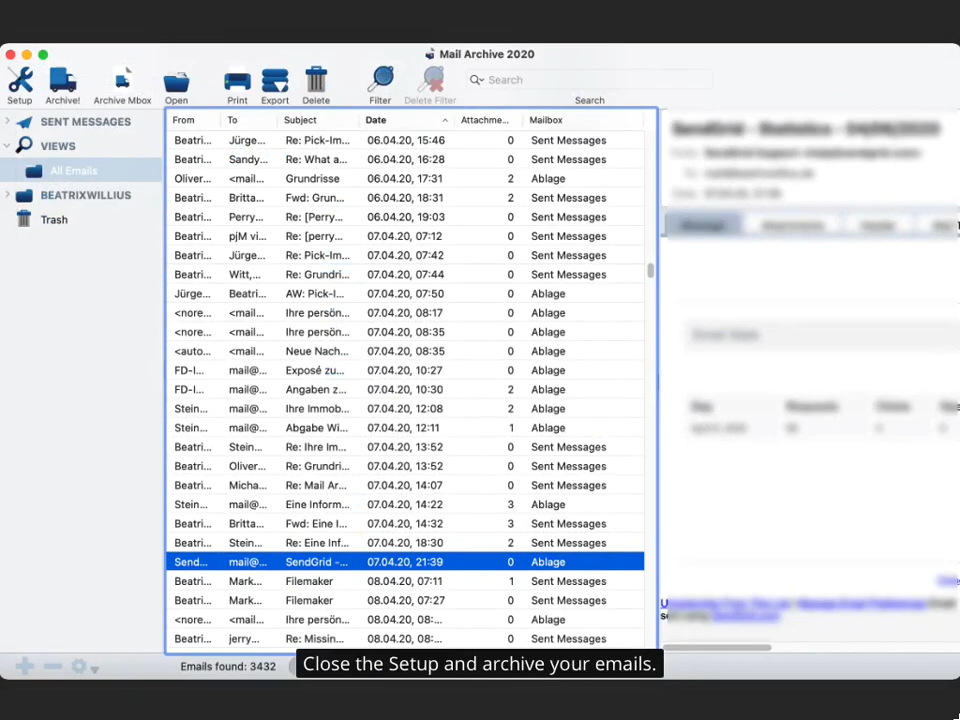 Mail Archive 2020
Setup Archive! Archive Mbox Open Print Export Delete Filter Delete Filter Search Search
SENT MESSAGES
VIEWS
All Emails
BEATRIXWILLIUS
Trash
From To Subject Date Attachme... Mailbox
Beatri... Jürge... Re: Pick-Im... 06.04.20, 15:46 0 Sent Messages
Beatri... Sandy... Re: What a... 06.04.20, 16:28 0 Sent Messages
Oliver... <mail... Grundrisse 06.04.20, 17:31 2 Ablage
Beatri... Britta... Fwd: Grun... 06.04.20, 18:31 2 Sent Messages
Beatri... Perry... Re: [Perry... 06.04.20, 19:03 0 Sent Messages
Beatri... pjM vi... Re: [perry... 07.04.20, 07:12 0 Sent Messages
Beatri... Jürge... Re: Pick-Im... 07.04.20, 07:42 0 Sent Messages
Beatri... Witt,... Re: Grundri... 07.04.20, 07:44 0 Sent Messages
Jürge... Beatri... AW: Pick-I... 07.04.20, 07:50 0 Ablage
<nore... <mail... Ihre persön... 07.04.20, 08:17 0 Ablage
<nore... <mail... Ihre persön... 07.04.20, 08:35 0 Ablage
<auto... <mail... Neue Nach... 07.04.20, 08:35 0 Ablage
FD-I... mail@... Exposé zu... 07.04.20, 10:27 0 Ablage
FD-I... mail@... Angaben z... 07.04.20, 10:30 2 Ablage
Stein... mail@... Ihre Immob... 07.04.20, 12:08 2 Ablage
Stein... mail@... Abgabe Wi... 07.04.20, 12:11 1 Ablage
Beatri... Stein... Re: Ihre Im... 07.04.20, 13:52 0 Sent Messages
Beatri... Oliver... Re: Grundri... 07.04.20, 13:52 0 Sent Messages
Beatri... Micha... Re: Mail Ar... 07.04.20, 14:07 0 Sent Messages
Stein... mail@... Eine Inform... 07.04.20, 14:22 3 Ablage
Beatri... Britta... Fwd: Eine I... 07.04.20, 14:32 3 Sent Messages
Beatri... Stein... Re: Eine Inf... 07.04.20, 18:30 2 Sent Messages
Send... mail@... SendGrid -... 07.04.20, 21:39 0 Ablage
Beatri... Mark... Filemaker 08.04.20, 07:11 1 Sent Messages
Beatri... Mark... Filemaker 08.04.20, 07:27 0 Sent Messages
<nore... <mail... Ihre persön... 08.04.20, 08:... 0 Ablage
Beatri... jerry... Re: Missin... 08.04.20, 08:... 0 Sent Messages
Emails found: 3432
Close the Setup and archive your emails.